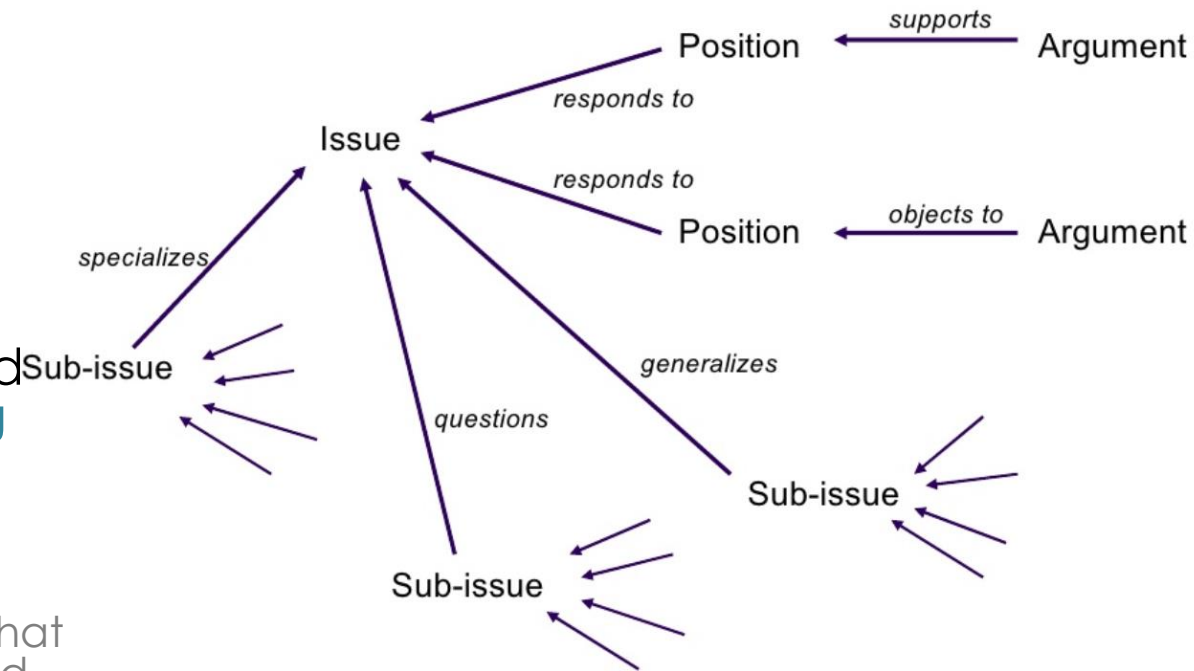 supports
Position
Argument
responds to
Issue
responds to
objects to
Position
Argument
specializes
Sub-issue
generalizes
questions
Sub-issue
Sub-issue